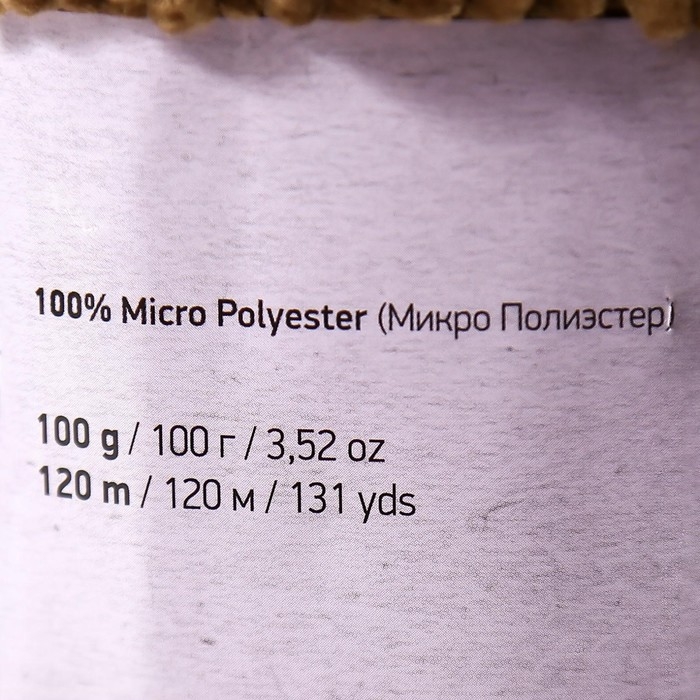 100% Micro Polyester (Микро Полиэстер)
100 g / 100 г / 3,52 oz
120 m / 120 м / 131 yds